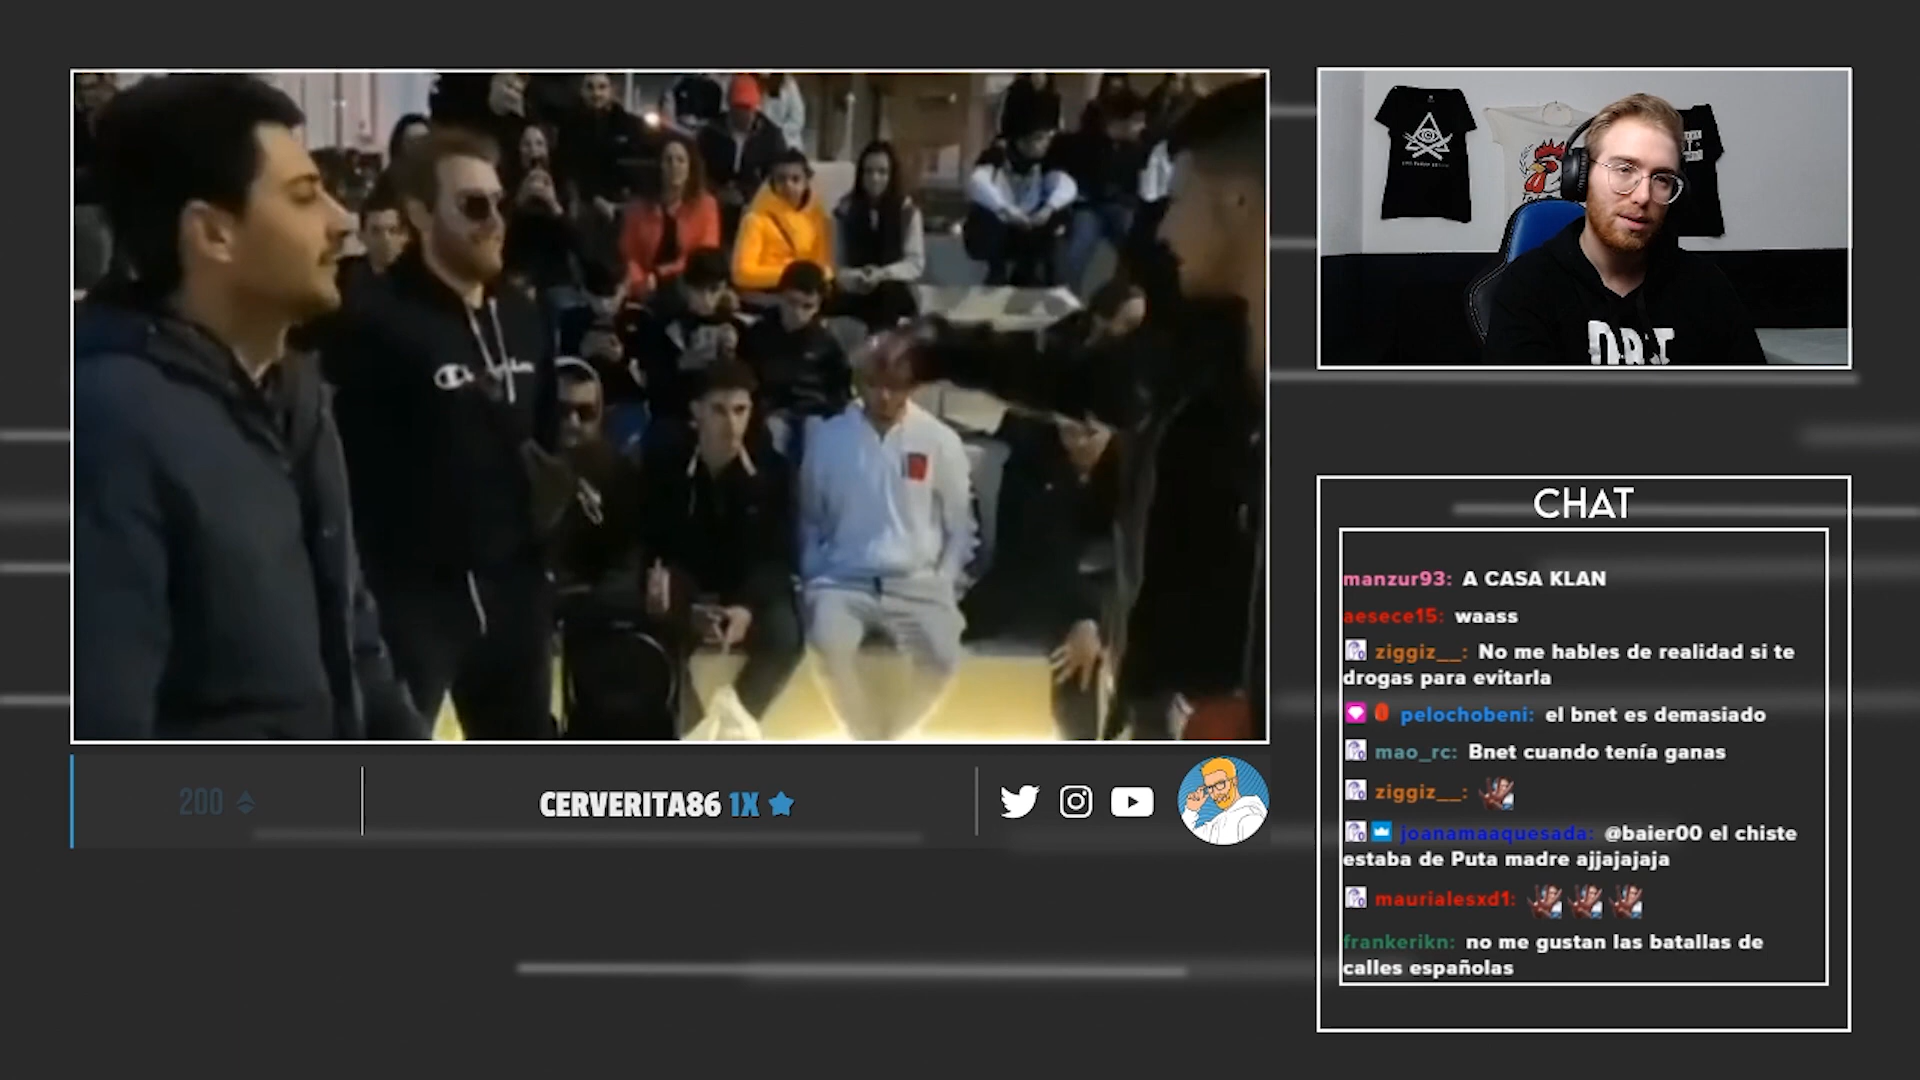 200
CERVERITA86 1X
CHAT
manzur93: A CASA KLAN
aesece15: waass
ziggiz__: No me hables de realidad si te
drogas para evitarla
pelochobeni: el bnet es demasiado
mao_rc: Bnet cuando tenía ganas
ziggiz__:
joanamaaquesada: @baier00 el chiste
estaba de Puta madre ajjajajaja
maurialesxd1:
frankerikn: no me gustan las batallas de
calles españolas